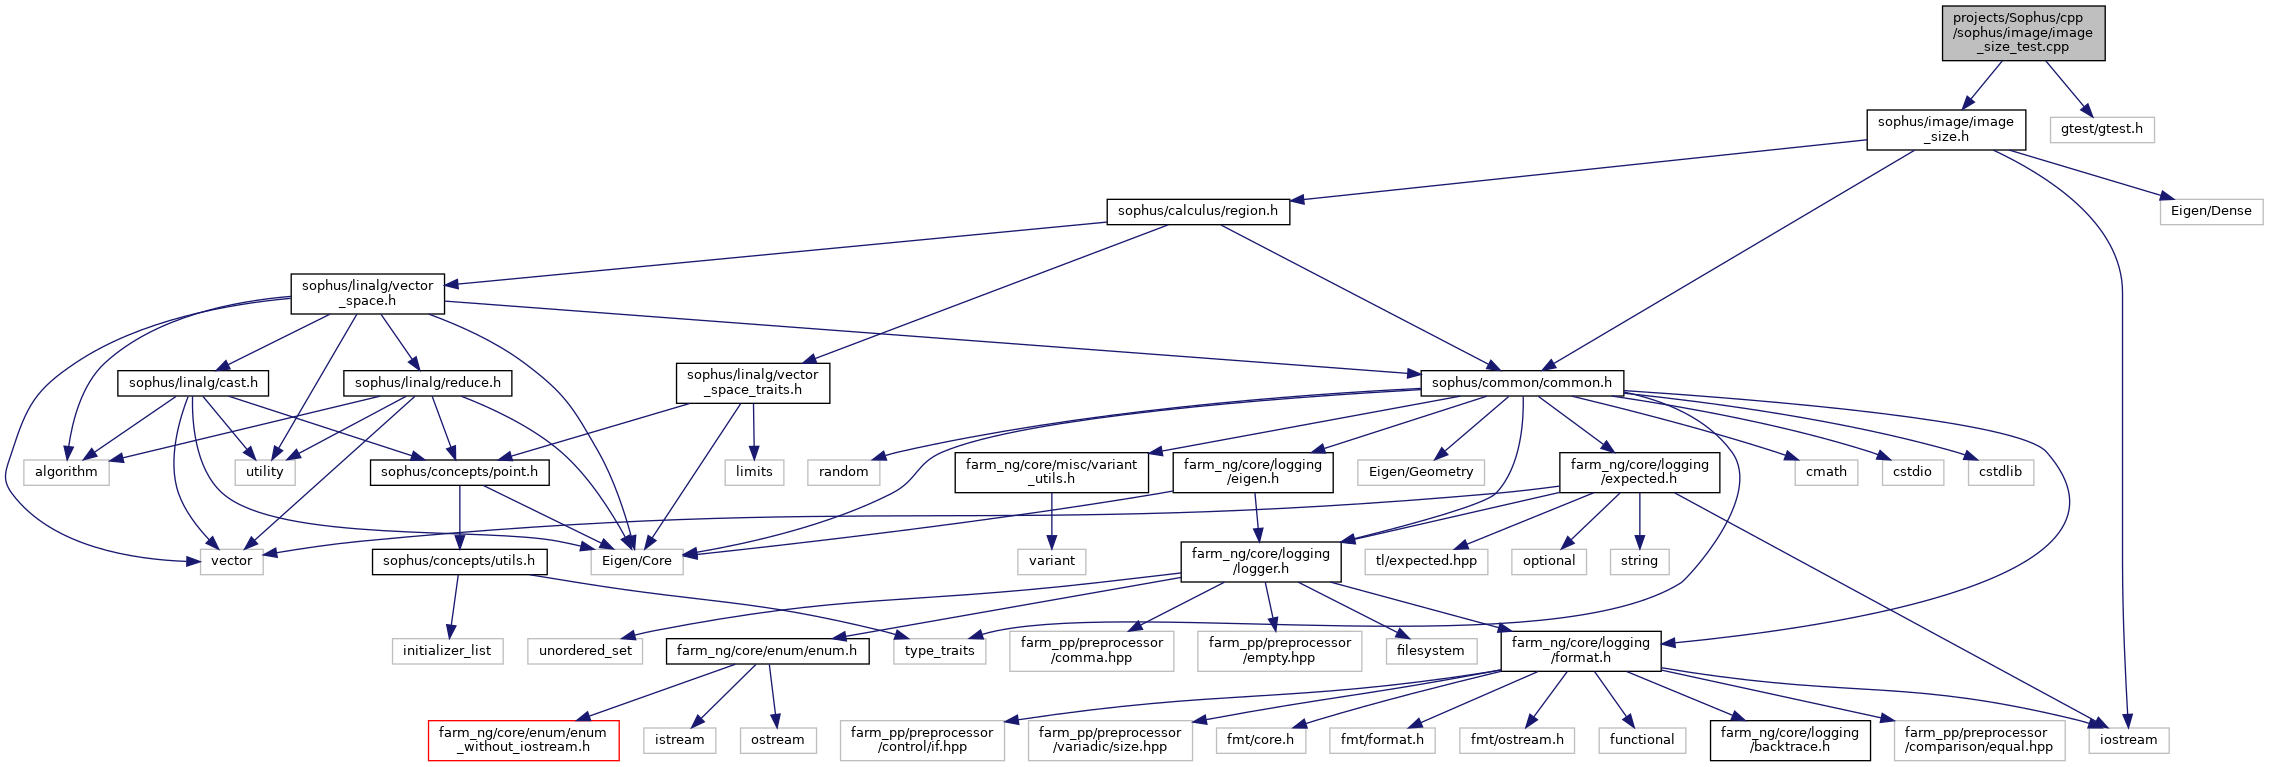 projects/Sophus/cpp
/sophus/image/image
_size_test.cpp
sophus/image/image
_size.h
gtest/gtest.h
sophus/calculus/region.h
Eigen/Dense
sophus/linalg/vector
_space.h
sophus/linalg/cast.h
sophus/linalg/reduce.h
sophus/linalg/vector
_space_traits.h
sophus/common/common.h
algorithm
utility
sophus/concepts/point.h
limits
random
farm_ng/core/misc/variant
_utils.h
farm_ng/core/logging
/eigen.h
Eigen/Geometry
farm_ng/core/logging
/expected.h
cmath
cstdio
cstdlib
vector
sophus/concepts/utils.h
Eigen/Core
variant
farm_ng/core/logging
/logger.h
tl/expected.hpp
optional
string
initializer_list
unordered_set
farm_ng/core/enum/enum.h
type_traits
farm_pp/preprocessor
/comma.hpp
farm_pp/preprocessor
/empty.hpp
filesystem
farm_ng/core/logging
/format.h
farm_ng/core/enum/enum
_without_iostream.h
istream
ostream
farm_pp/preprocessor
/control/if.hpp
farm_pp/preprocessor
/variadic/size.hpp
fmt/core.h
fmt/format.h
fmt/ostream.h
functional
farm_ng/core/logging
/backtrace.h
farm_pp/preprocessor
/comparison/equal.hpp
iostream